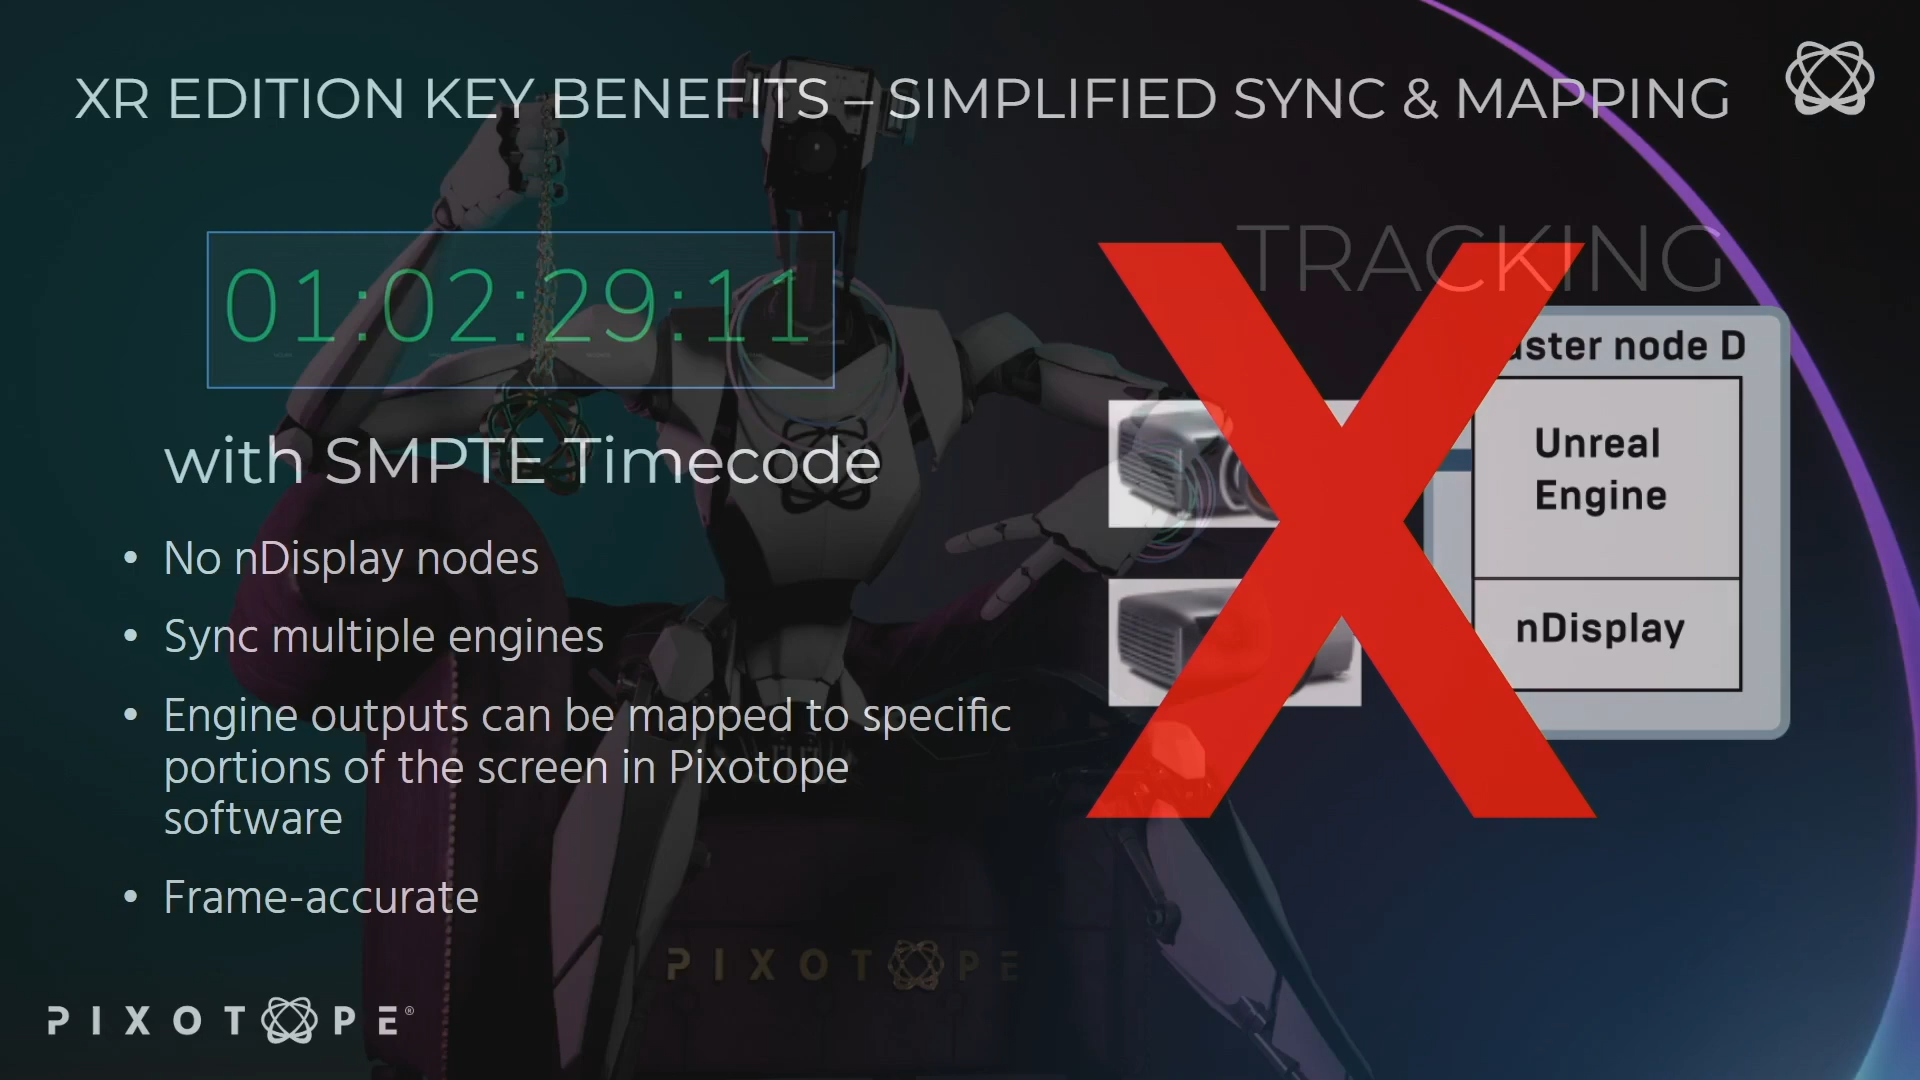 XR EDITION KEY BENEFITS – SIMPLIFIED SYNC & MAPPING
TRACKING
01:02:29:11
with SMPTE Timecode
• No nDisplay nodes
• Sync multiple engines
• Engine outputs can be mapped to specific
portions of the screen in Pixotope
software
• Frame-accurate
node D
Unreal
Engine
nDisplay
PIXOTOPE
PIXOTOPE®